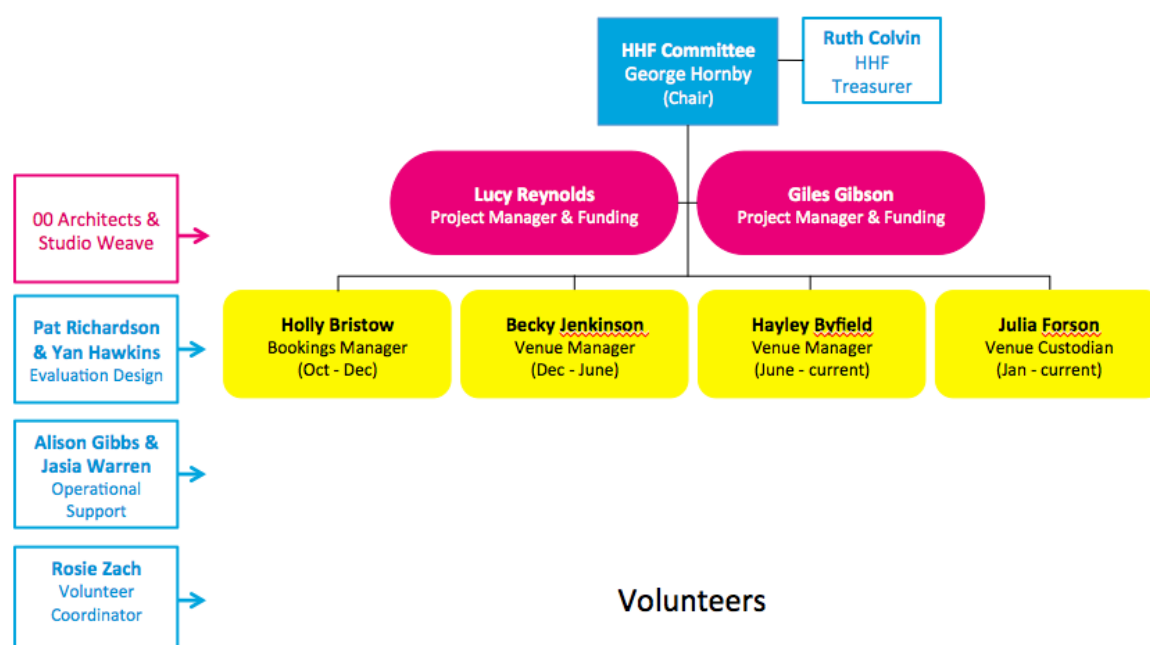 HHF Committee
George Hornby
(Chair)
Ruth Colvin
HHF
Treasurer
Lucy Reynolds
Project Manager & Funding
Giles Gibson
Project Manager & Funding
00 Architects &
Studio Weave
Pat Richardson
& Yan Hawkins
Evaluation Design
Holly Bristow
Bookings Manager
(Oct - Dec)
Becky Jenkinson
Venue Manager
(Dec - June)
Hayley Byfield
Venue Manager
(June - current)
Julia Forson
Venue Custodian
(Jan - current)
Alison Gibbs &
Jasia Warren
Operational
Support
Rosie Zach
Volunteer
Coordinator
Volunteers